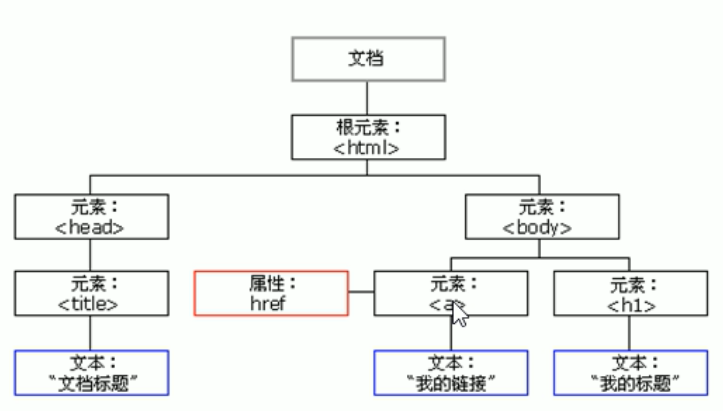 文档
根元素：
<html>
元素：
<head>
元素：
<body>
元素：
<title>
属性：
href
元素：
<a>
元素：
<h1>
文本：
“文档标题”
文本：
“我的链接”
文本：
“我的标题”